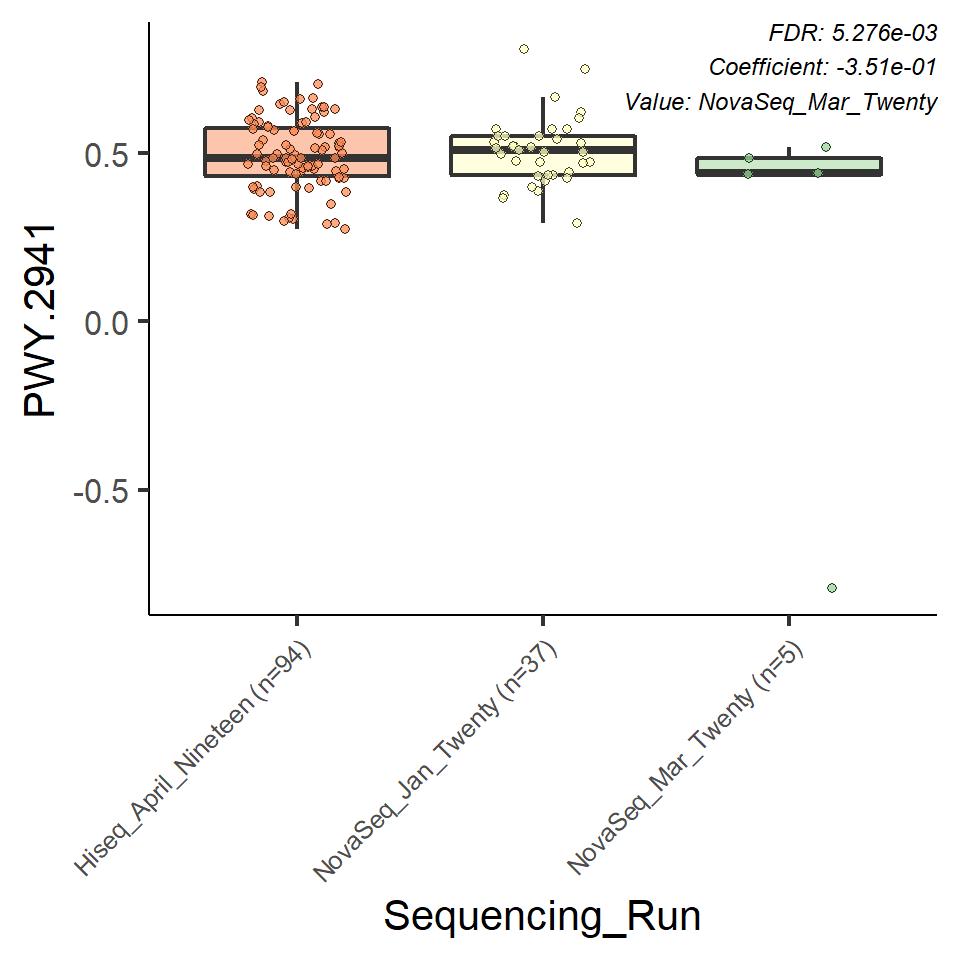 FDR: 5.276e-03
Coefficient: -3.51e-01
Value: NovaSeq_Mar_Twenty
PWY.2941
0.5
0.0
-0.5
Hiseq_April_Nineteen (n=94)
NovaSeq_Jan_Twenty (n=37)
NovaSeq_Mar_Twenty (n=5)
Sequencing_Run